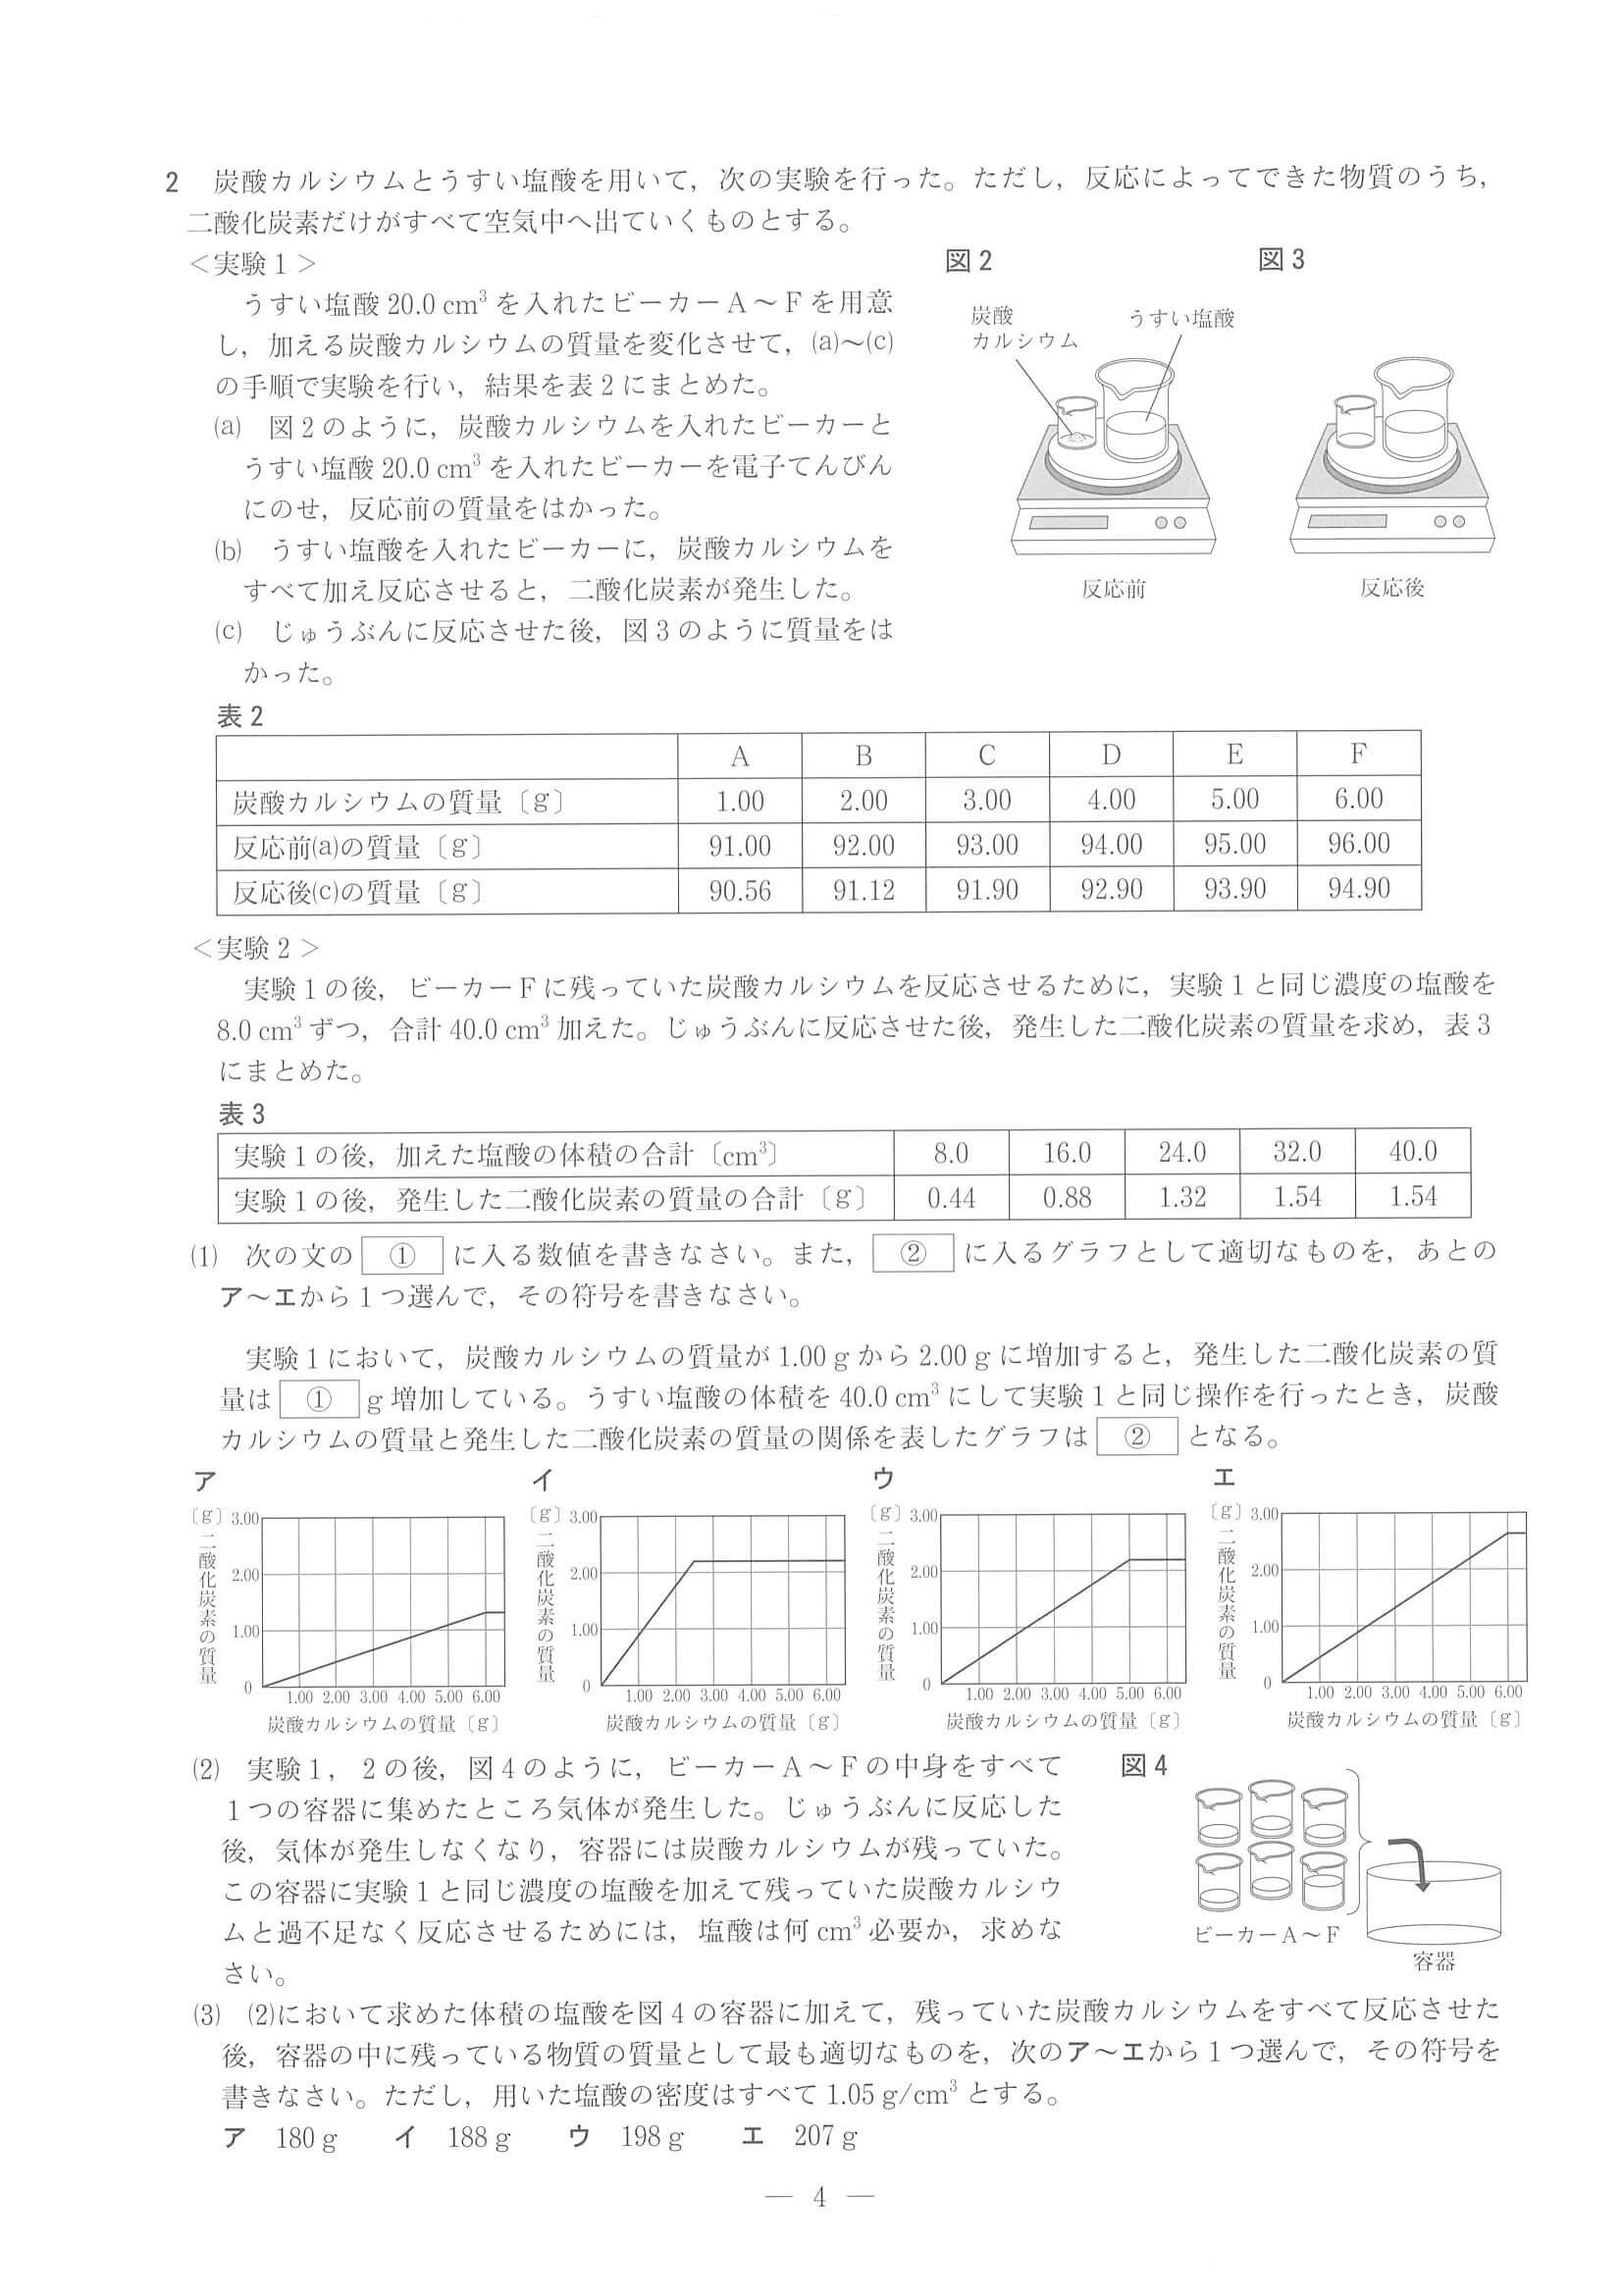 2 炭酸カルシウムとうすい塩酸を用いて，次の実験を行った。ただし，反応によってできた物質のうち，
二酸化炭素だけがすべて空気中へ出ていくものとする。
＜実験1＞
うすい塩酸 20.0 cm³ を入れたビーカーA～Fを用意
し，加える炭酸カルシウムの質量を変化させて，(a)～(c)
の手順で実験を行い，結果を表2にまとめた。
(a) 図2のように，炭酸カルシウムを入れたビーカーと
うすい塩酸 20.0 cm³ を入れたビーカーを電子てんびん
にのせ，反応前の質量をはかった。
(b) うすい塩酸を入れたビーカーに，炭酸カルシウムを
すべて加え反応させると，二酸化炭素が発生した。
(c) じゅうぶんに反応させた後，図3のように質量をは
かった。
図2
炭酸
カルシウム
うすい塩酸
反応前
図3
反応後
表2
A B C D E F
炭酸カルシウムの質量〔g〕 1.00 2.00 3.00 4.00 5.00 6.00
反応前(a)の質量〔g〕 91.00 92.00 93.00 94.00 95.00 96.00
反応後(c)の質量〔g〕 90.56 91.12 91.90 92.90 93.90 94.90
＜実験2＞
実験1の後，ビーカーFに残っていた炭酸カルシウムを反応させるために，実験1と同じ濃度の塩酸を
8.0 cm³ ずつ，合計 40.0 cm³ 加えた。じゅうぶんに反応させた後，発生した二酸化炭素の質量を求め，表3
にまとめた。
表3
実験1の後，加えた塩酸の体積の合計〔cm³〕 8.0 16.0 24.0 32.0 40.0
実験1の後，発生した二酸化炭素の質量の合計〔g〕 0.44 0.88 1.32 1.54 1.54
(1) 次の文の ① に入る数値を書きなさい。また， ② に入るグラフとして適切なものを，あとの
ア～エから1つ選んで，その符号を書きなさい。
実験1において，炭酸カルシウムの質量が 1.00 g から 2.00 g に増加すると，発生した二酸化炭素の質
量は ① g 増加している。うすい塩酸の体積を 40.0 cm³ にして実験1と同じ操作を行ったとき，炭酸
カルシウムの質量と発生した二酸化炭素の質量の関係を表したグラフは ② となる。
ア
〔g〕
二酸化炭素の質量
3.00
2.00
1.00
0
1.00 2.00 3.00 4.00 5.00 6.00
炭酸カルシウムの質量〔g〕
イ
〔g〕
二酸化炭素の質量
3.00
2.00
1.00
0
1.00 2.00 3.00 4.00 5.00 6.00
炭酸カルシウムの質量〔g〕
ウ
〔g〕
二酸化炭素の質量
3.00
2.00
1.00
0
1.00 2.00 3.00 4.00 5.00 6.00
炭酸カルシウムの質量〔g〕
エ
〔g〕
二酸化炭素の質量
3.00
2.00
1.00
0
1.00 2.00 3.00 4.00 5.00 6.00
炭酸カルシウムの質量〔g〕
(2) 実験1，2の後，図4のように，ビーカーA～Fの中身をすべて
1つの容器に集めたところ気体が発生した。じゅうぶんに反応した
後，気体が発生しなくなり，容器には炭酸カルシウムが残っていた。
この容器に実験1と同じ濃度の塩酸を加えて残っていた炭酸カルシウ
ムと過不足なく反応させるためには，塩酸は何 cm³ 必要か，求めな
さい。
図4
ビーカーA～F
容器
(3) (2)において求めた体積の塩酸を図4の容器に加えて，残っていた炭酸カルシウムをすべて反応させた
後，容器の中に残っている物質の質量として最も適切なものを，次のア～エから1つ選んで，その符号を
書きなさい。ただし，用いた塩酸の密度はすべて 1.05 g/cm³ とする。
ア 180 g イ 188 g ウ 198 g エ 207 g
— 4 —